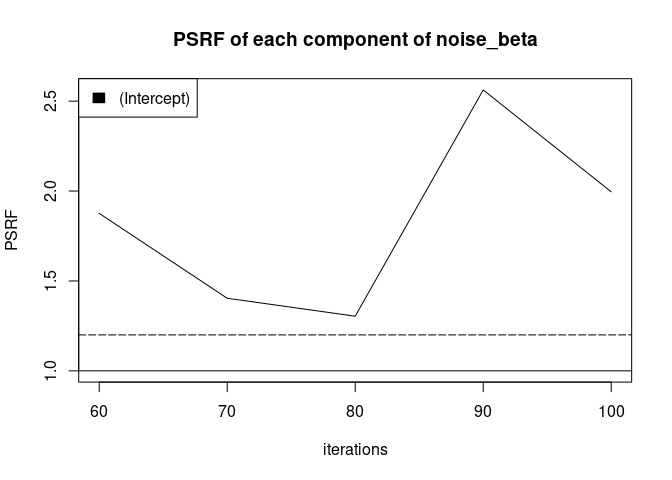 PSRF of each component of noise_beta
(Intercept)
2.5
2.0
1.5
1.0
PSRF
60 70 80 90 100
iterations